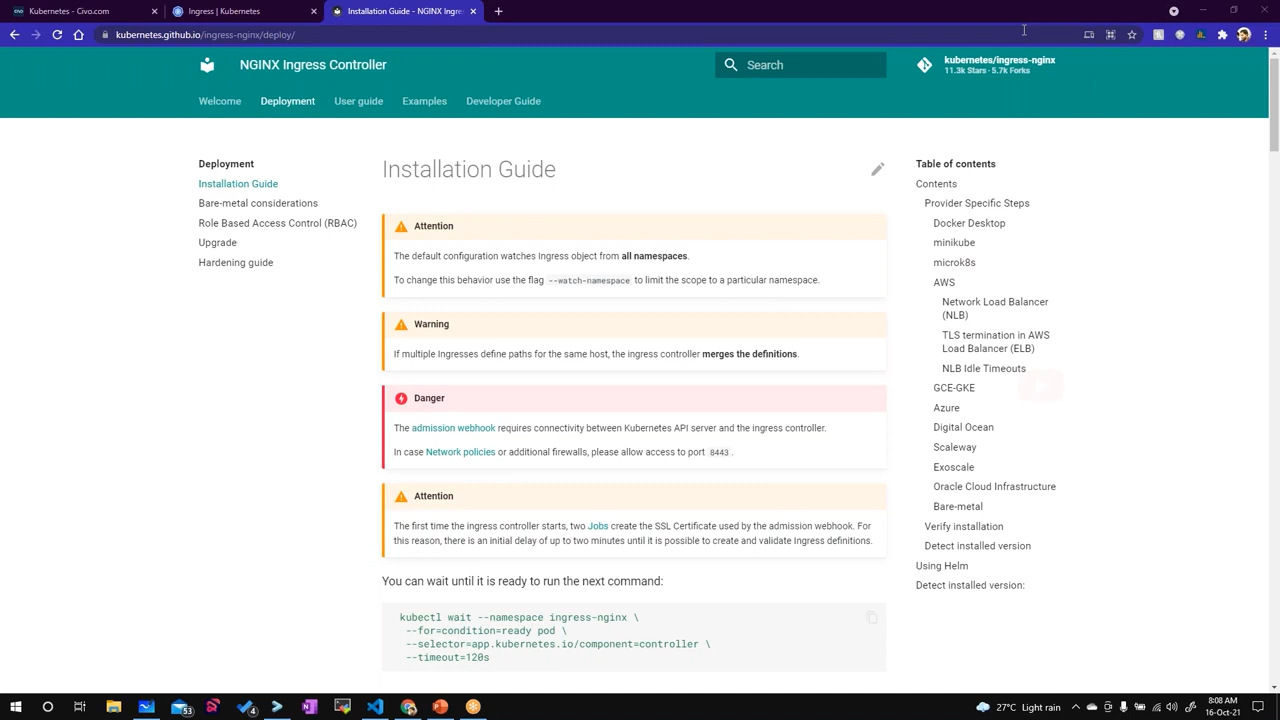 Kubernetes - Civo.com
Ingress | Kubernetes
Installation Guide - NGINX Ingre
kubernetes.github.io/ingress-nginx/deploy/
NGINX Ingress Controller
Search
kubernetes/ingress-nginx
11.3k Stars · 5.7k Forks
Welcome
Deployment
User guide
Examples
Developer Guide
Deployment
Installation Guide
Bare-metal considerations
Role Based Access Control (RBAC)
Upgrade
Hardening guide
Installation Guide
Attention
The default configuration watches Ingress object from all namespaces.
To change this behavior use the flag --watch-namespace to limit the scope to a particular namespace.
Warning
If multiple Ingresses define paths for the same host, the ingress controller merges the definitions.
Danger
The admission webhook requires connectivity between Kubernetes API server and the ingress controller.
In case Network policies or additional firewalls, please allow access to port 8443.
Attention
The first time the ingress controller starts, two Jobs create the SSL Certificate used by the admission webhook. For
this reason, there is an initial delay of up to two minutes until it is possible to create and validate Ingress definitions.
You can wait until it is ready to run the next command:
kubectl wait --namespace ingress-nginx \
--for=condition=ready pod \
--selector=app.kubernetes.io/component=controller \
--timeout=120s
Table of contents
Contents
Provider Specific Steps
Docker Desktop
minikube
microk8s
AWS
Network Load Balancer
(NLB)
TLS termination in AWS
Load Balancer (ELB)
NLB Idle Timeouts
GCE-GKE
Azure
Digital Ocean
Scaleway
Exoscale
Oracle Cloud Infrastructure
Bare-metal
Verify installation
Detect installed version
Using Helm
Detect installed version:
53
4
27°C Light rain
8:08 AM
16-Oct-21